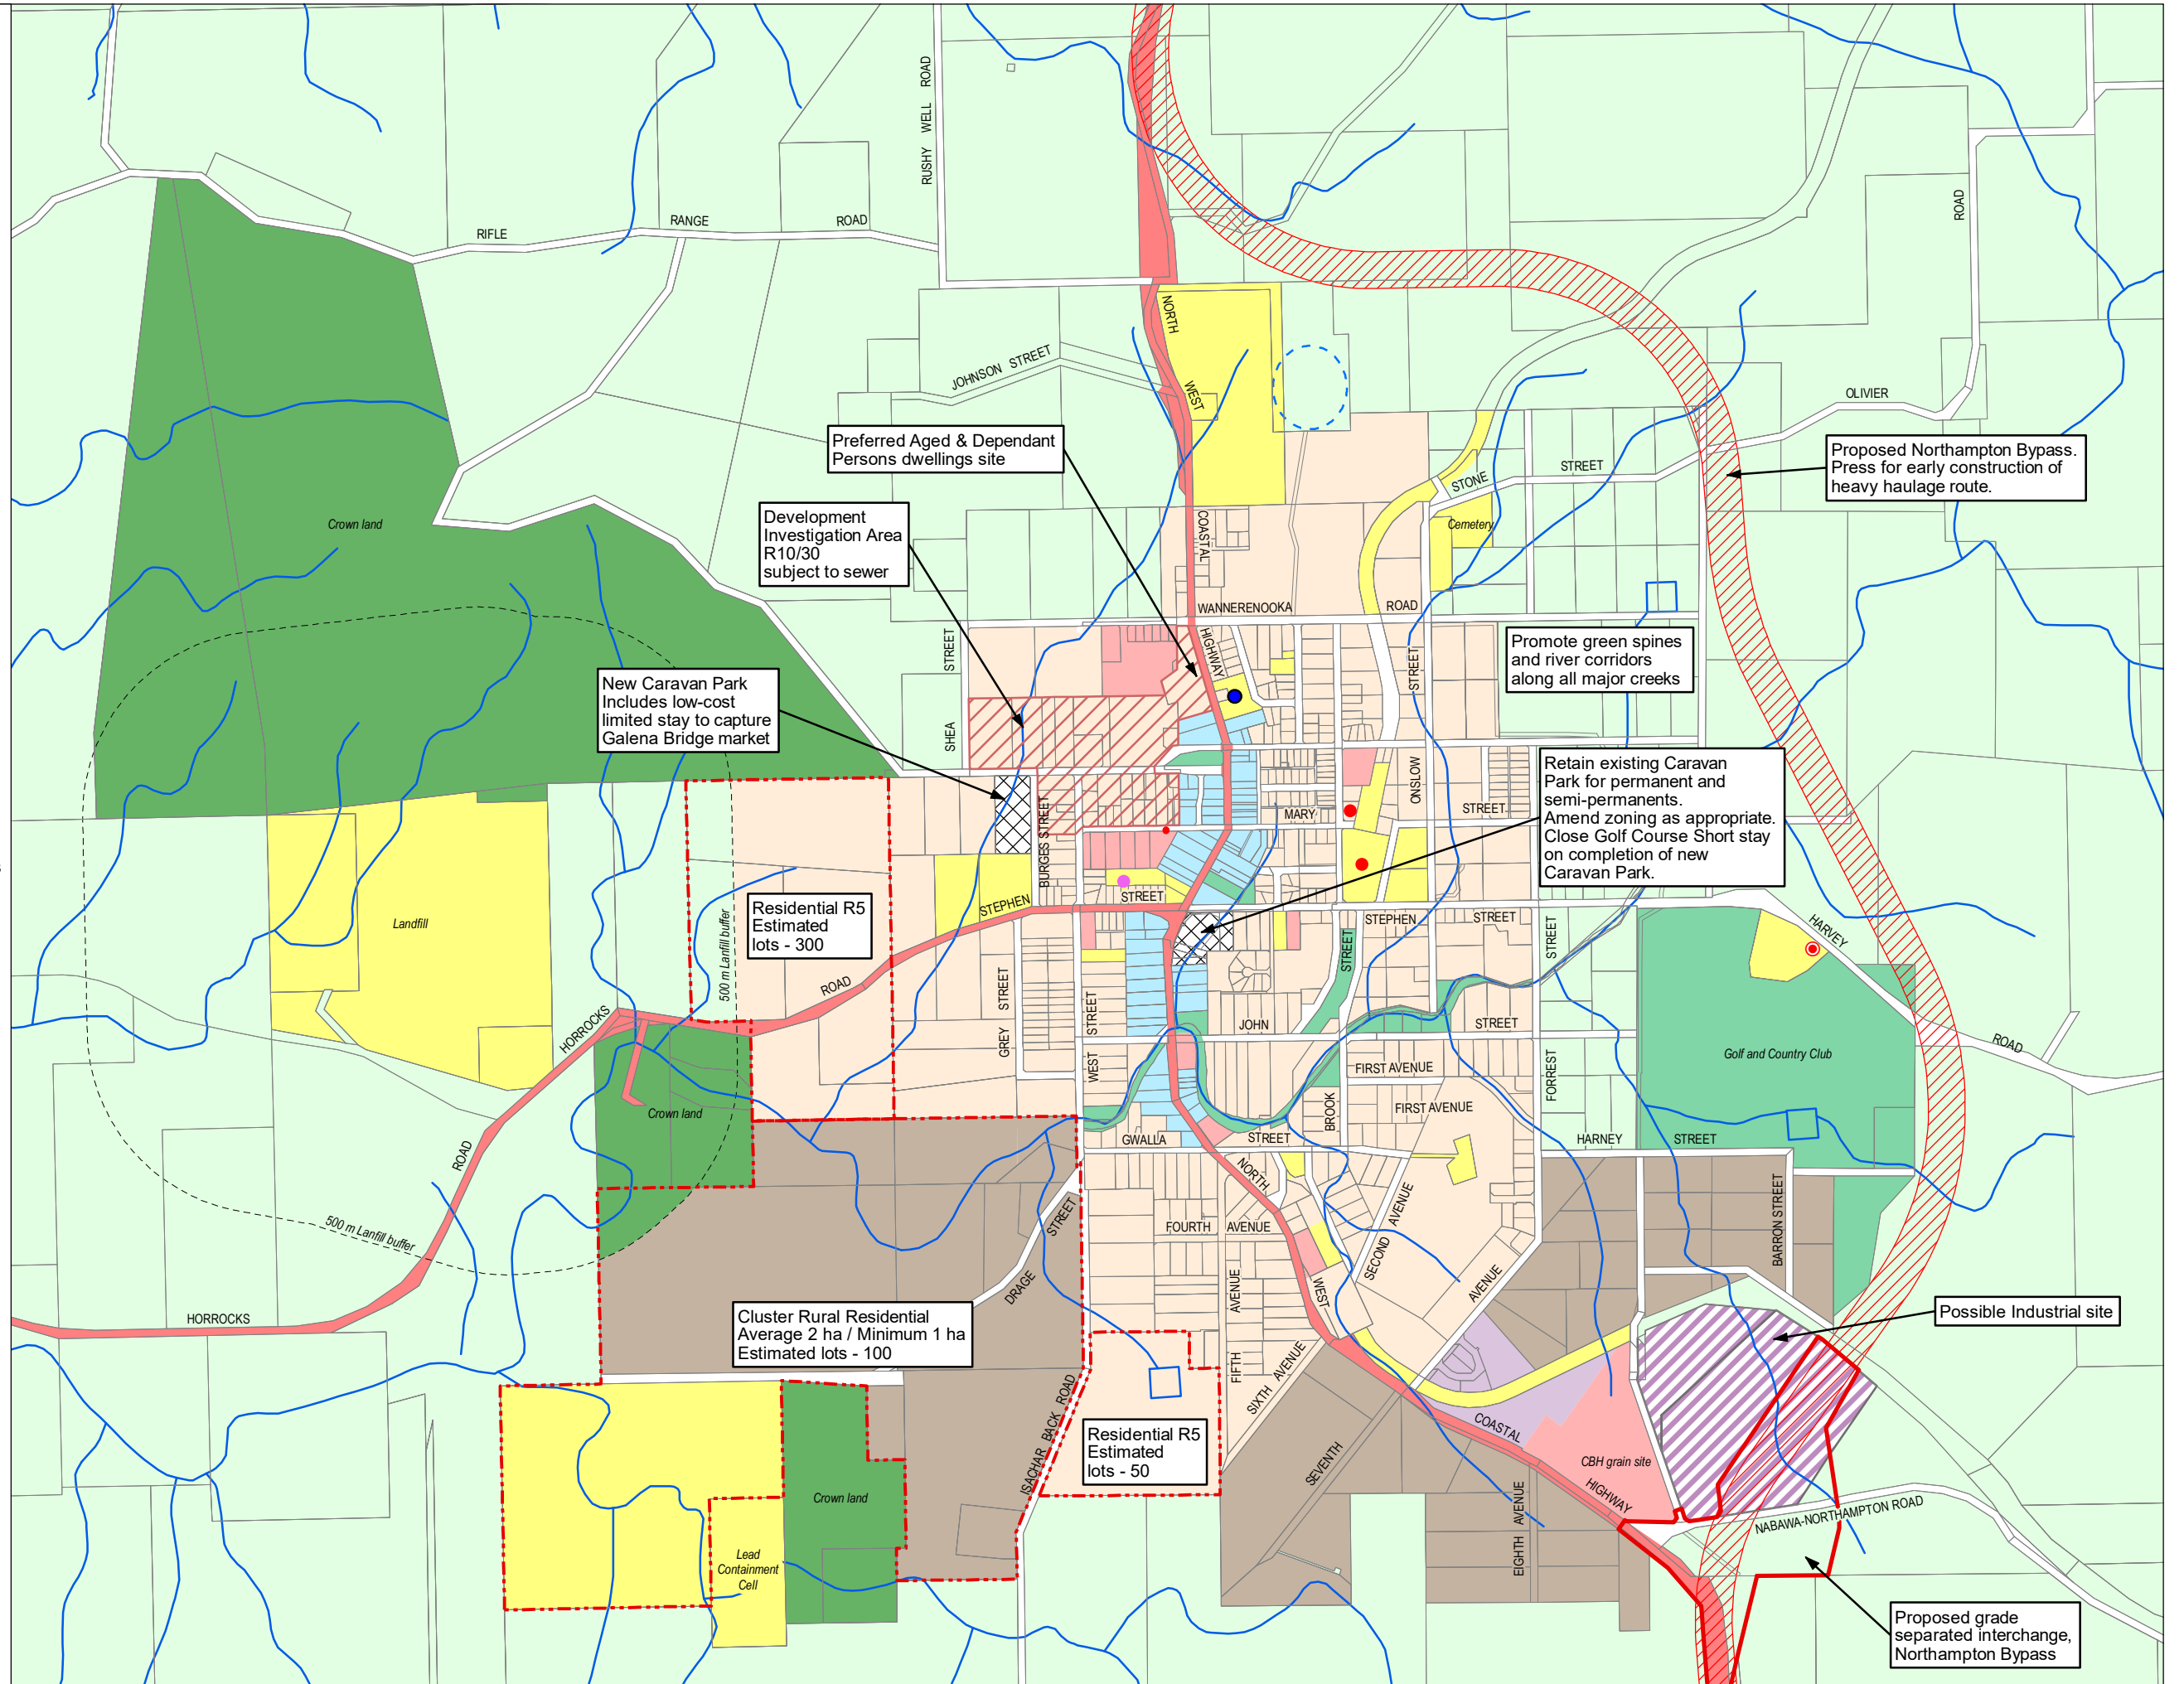 RUSHY WELL ROAD
RIFLE RANGE ROAD
ROAD
NORTH
WEST
COASTAL
HIGHWAY
JOHNSON STREET
OLIVIER
STREET
STONE
Cemetery
Crown land
Preferred Aged & Dependant
Persons dwellings site
Proposed Northampton Bypass.
Press for early construction of
heavy haulage route.
Development
Investigation Area
R10/30
subject to sewer
WANNERENOOKA ROAD
STREET
SHEA
Promote green spines
and river corridors
along all major creeks
New Caravan Park
Includes low-cost
limited stay to capture
Galena Bridge market
STREET
ONSLOW
Retain existing Caravan
Park for permanent and
semi-permanents.
Amend zoning as appropriate.
Close Golf Course Short stay
on completion of new
Caravan Park.
MARY STREET
BURGES STREET
STEPHEN STREET
STEPHEN STREET
HARVEY
ROAD
Landfill
500 m Lanfill buffer
Residential R5
Estimated
lots - 300
HORROCKS ROAD
GREY STREET
WEST STREET
STREET
BROOK
JOHN STREET
STREET
FORREST
Golf and Country Club
FIRST AVENUE
FIRST AVENUE
Crown land
GWALLA STREET
HARNEY STREET
ROAD
500 m Lanfill buffer
HORROCKS
NORTH
WEST
COASTAL
HIGHWAY
FOURTH AVENUE
SECOND AVENUE
AVENUE
BARRON STREET
DRAGE STREET
AVENUE
FIFTH
SIXTH AVENUE
Cluster Rural Residential
Average 2 ha / Minimum 1 ha
Estimated lots - 100
Possible Industrial site
ISACHAR BACK ROAD
Residential R5
Estimated
lots - 50
SEVENTH
EIGHTH AVENUE
CBH grain site
Crown land
Lead
Containment
Cell
NABAWA-NORTHAMPTON ROAD
Proposed grade
separated interchange,
Northampton Bypass